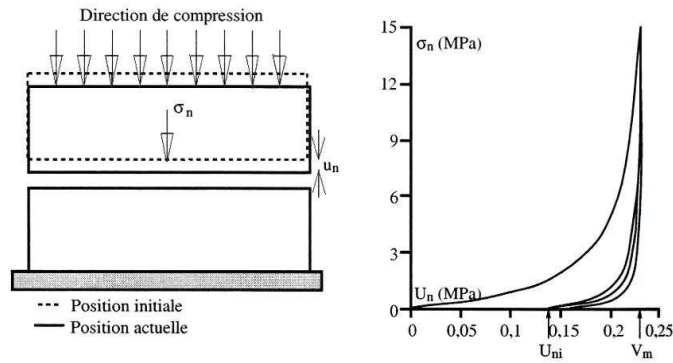 Direction de compression
σn
un
Position initiale
Position actuelle
σn (MPa)
15
12
9
6
3
0
Un (MPa)
0 0,05 0,1 0,15 0,2 0,25
Uni Vm